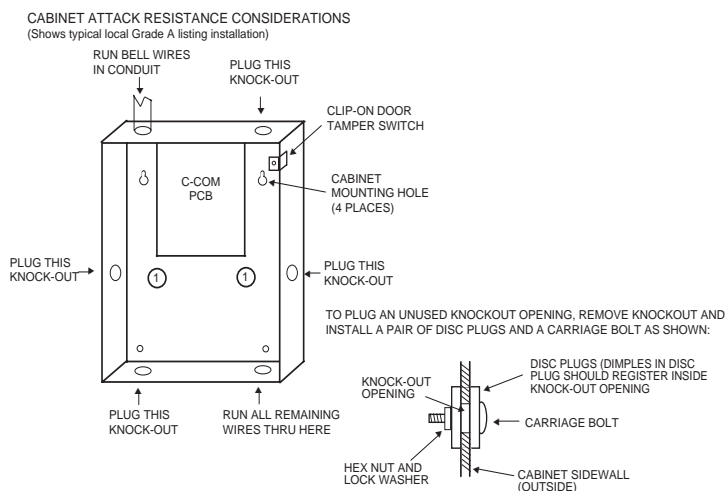 CABINET ATTACK RESISTANCE CONSIDERATIONS
(Shows typical local Grade A listing installation)
RUN BELL WIRES
IN CONDUIT
PLUG THIS
KNOCK-OUT
CLIP-ON DOOR
TAMPER SWITCH
C-COM
PCB
CABINET
MOUNTING HOLE
(4 PLACES)
PLUG THIS
KNOCK-OUT
1
1
PLUG THIS
KNOCK-OUT
PLUG THIS
KNOCK-OUT
RUN ALL REMAINING
WIRES THRU HERE
TO PLUG AN UNUSED KNOCKOUT OPENING, REMOVE KNOCKOUT AND
INSTALL A PAIR OF DISC PLUGS AND A CARRIAGE BOLT AS SHOWN:
KNOCK-OUT
OPENING
DISC PLUGS (DIMPLES IN DISC
PLUG SHOULD REGISTER INSIDE
KNOCK-OUT OPENING
CARRIAGE BOLT
HEX NUT AND
LOCK WASHER
CABINET SIDEWALL
(OUTSIDE)